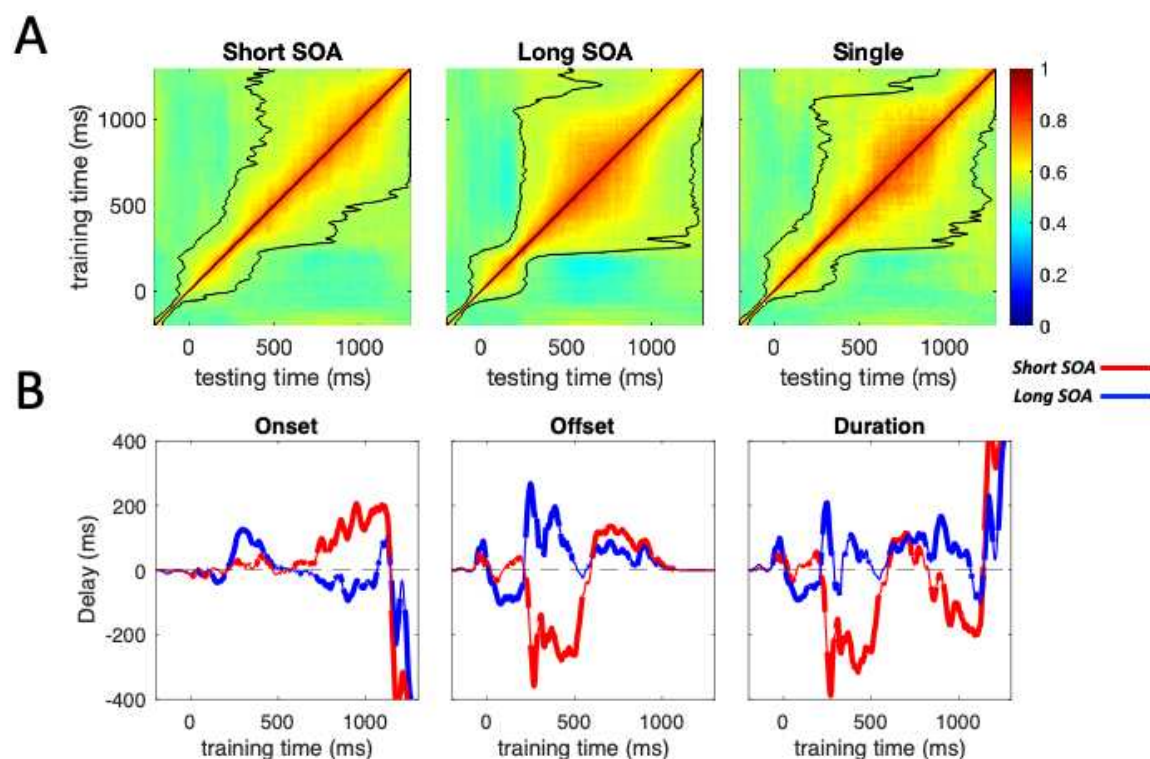 A
Short SOA
Long SOA
Single
training time (ms)
1000
500
0
0
500
1000
testing time (ms)
0
500
1000
testing time (ms)
0
500
1000
testing time (ms)
1
0.8
0.6
0.4
0.2
0
Short SOA
Long SOA
B
Onset
Offset
Duration
Delay (ms)
400
200
0
-200
-400
0
500
1000
training time (ms)
0
500
1000
training time (ms)
0
500
1000
training time (ms)